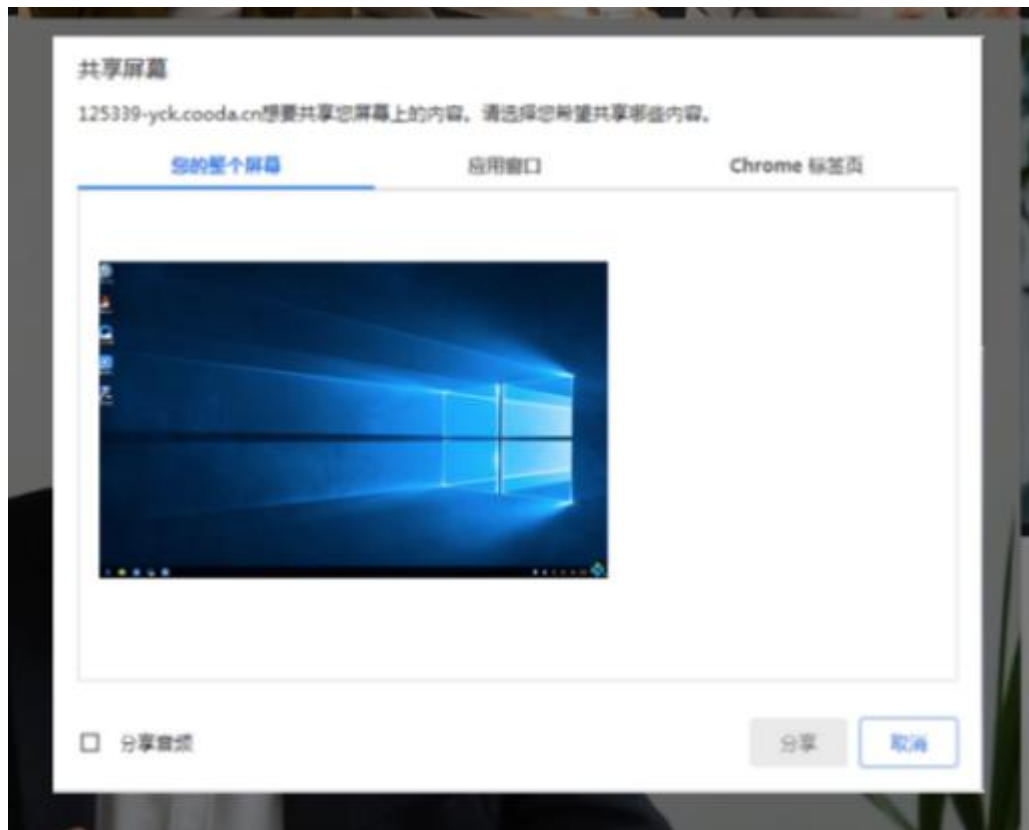 共享屏幕
125339-yck.cooda.cn想要共享您屏幕上的内容。请选择您希望共享哪些内容。
您的整个屏幕
应用窗口
Chrome 标签页
分享音频
分享
取消